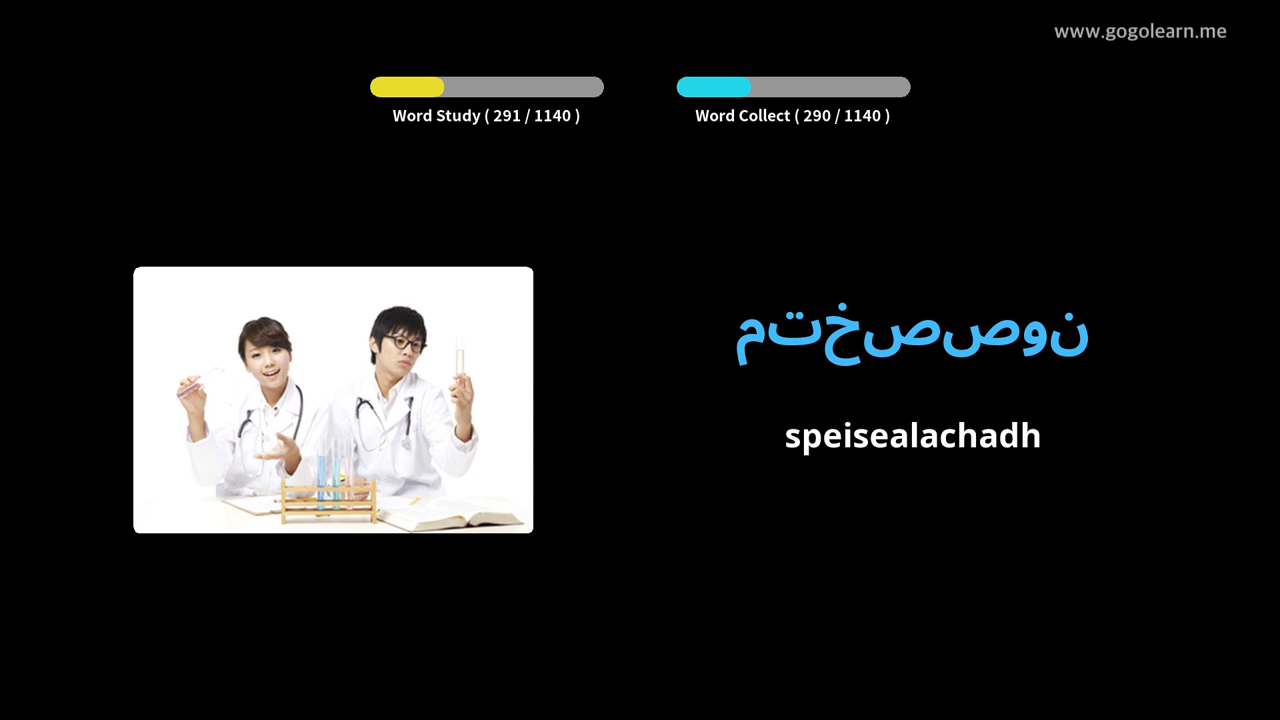 www.gogolearn.me
Word Study ( 291 / 1140 )
Word Collect ( 290 / 1140 )
متخصصون
speisealachadh